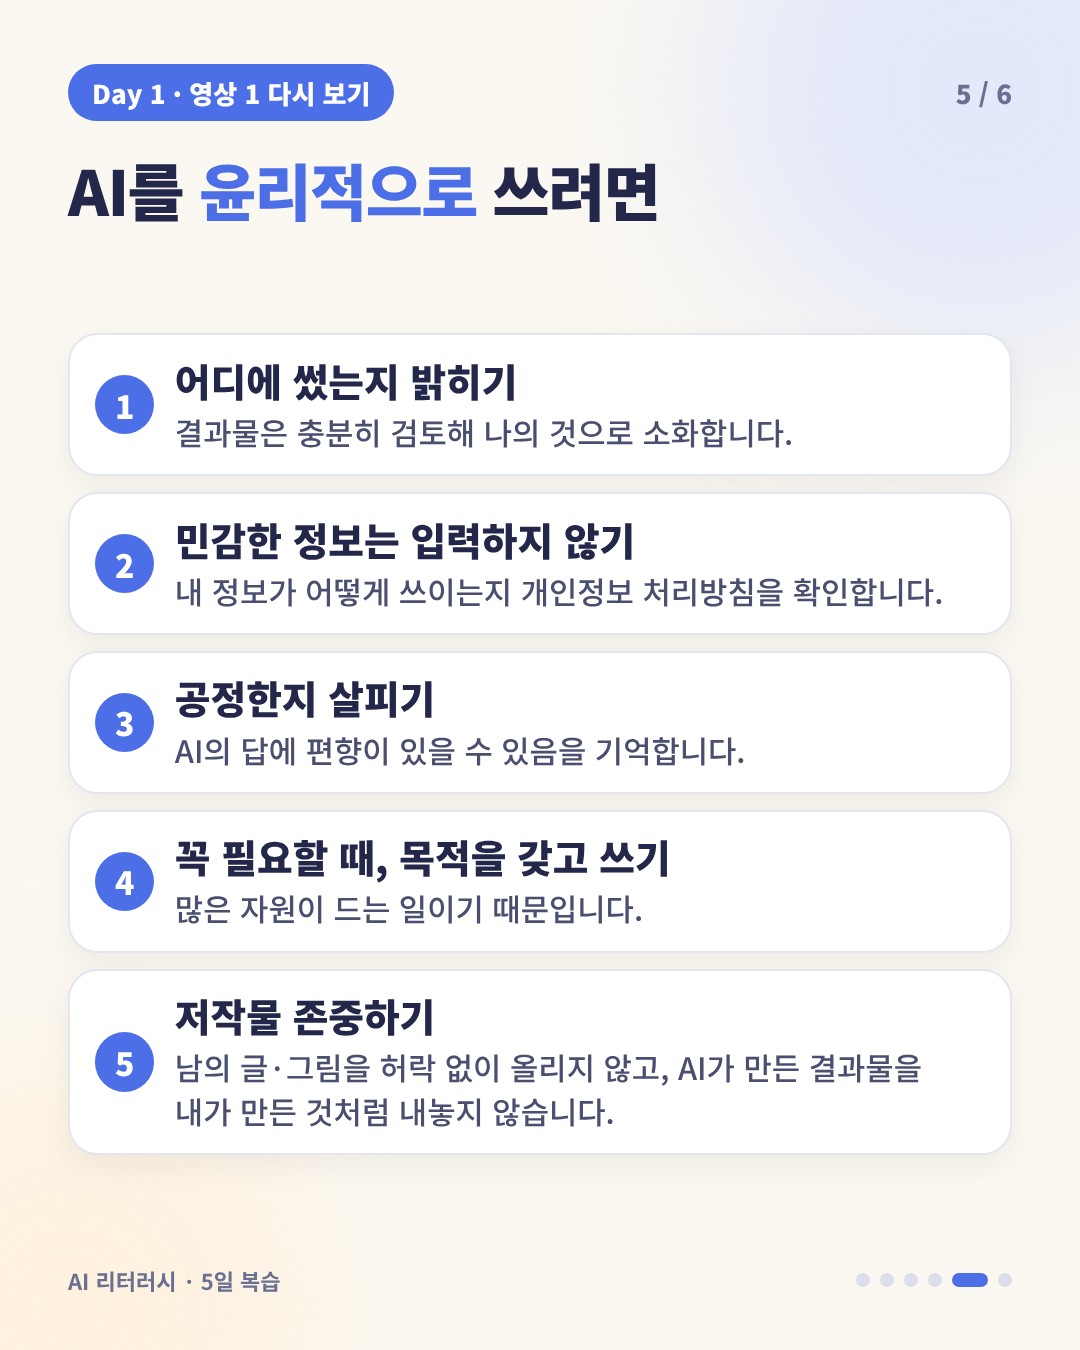 Day 1 · 영상 1 다시 보기
5 / 6
AI를 윤리적으로 쓰려면
1
어디에 썼는지 밝히기
결과물은 충분히 검토해 나의 것으로 소화합니다.
2
민감한 정보는 입력하지 않기
내 정보가 어떻게 쓰이는지 개인정보 처리방침을 확인합니다.
3
공정한지 살피기
AI의 답에 편향이 있을 수 있음을 기억합니다.
4
꼭 필요할 때, 목적을 갖고 쓰기
많은 자원이 드는 일이기 때문입니다.
5
저작물 존중하기
남의 글·그림을 허락 없이 올리지 않고, AI가 만든 결과물을
내가 만든 것처럼 내놓지 않습니다.
AI 리터러시 · 5일 복습